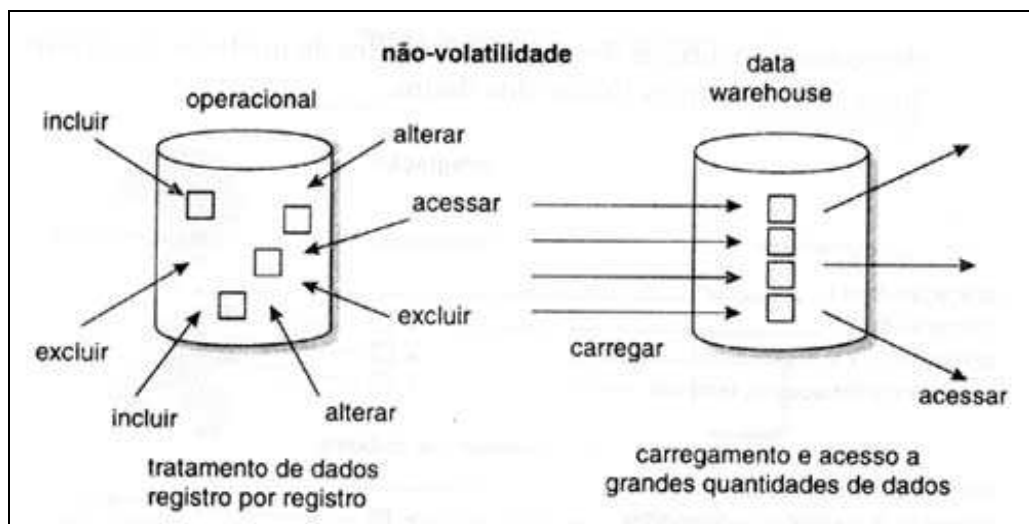 não-volatilidade
operacional
data
warehouse
incluir
alterar
acessar
excluir
excluir
incluir
alterar
carregar
acessar
tratamento de dados
registro por registro
carregamento e acesso a
grandes quantidades de dados